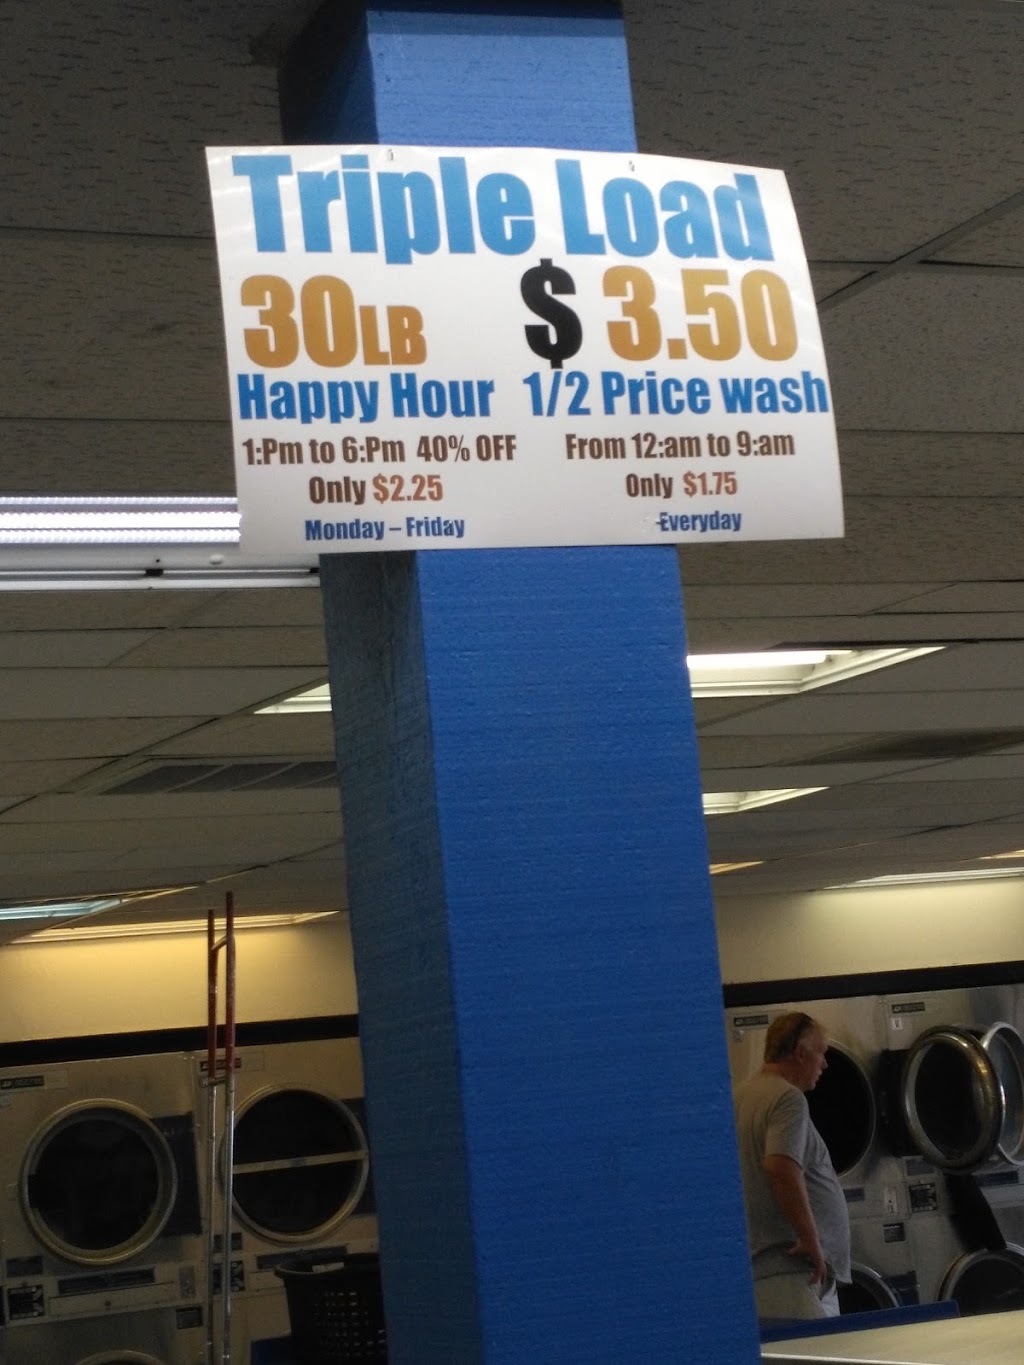 Triple Load
30LB $ 3.50
Happy Hour 1/2 Price wash
1:Pm to 6:Pm 40% OFF From 12:am to 9:am
Only $2.25 Only $1.75
Monday – Friday -Everyday